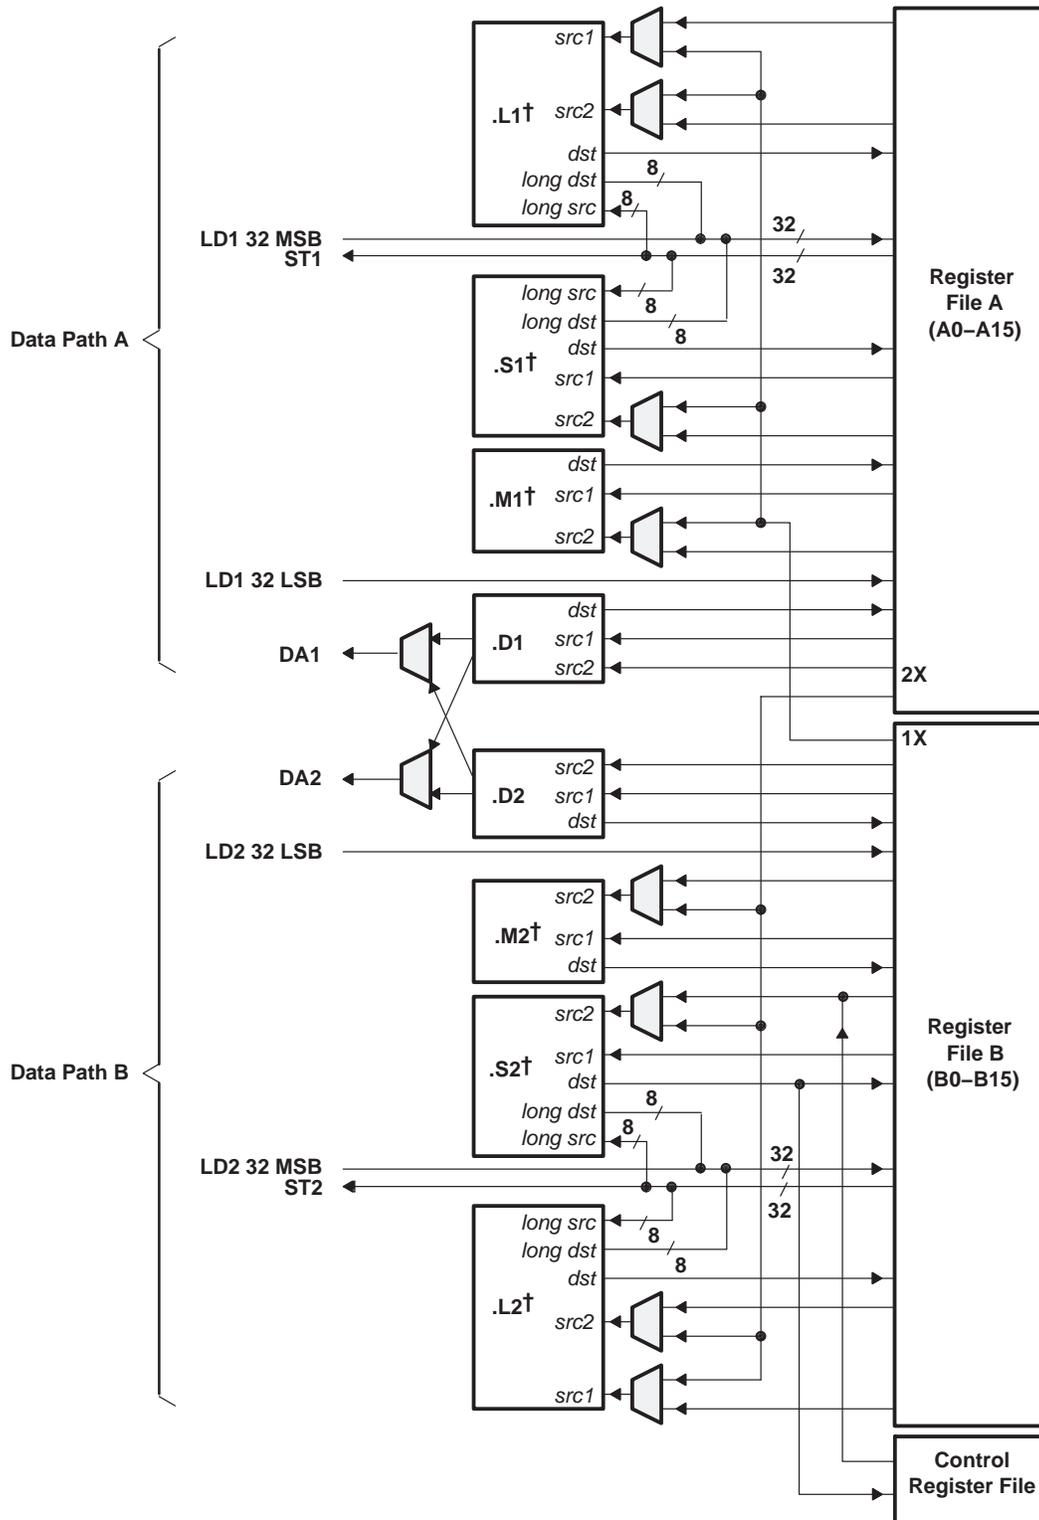 src1
.L1†
src2
dst
long dst
8
long src
8
LD1 32 MSB
32
ST1
32
Register
File A
(A0–A15)
long src
8
long dst
8
dst
.S1†
src1
src2
Data Path A
dst
.M1†
src1
src2
LD1 32 LSB
dst
.D1
src1
src2
DA1
2X
1X
DA2
src2
.D2
src1
dst
LD2 32 LSB
src2
.M2†
src1
dst
src2
.S2†
src1
dst
long dst
8
long src
8
Register
File B
(B0–B15)
Data Path B
LD2 32 MSB
32
ST2
32
long src
8
long dst
8
dst
.L2†
src2
src1
Control
Register File